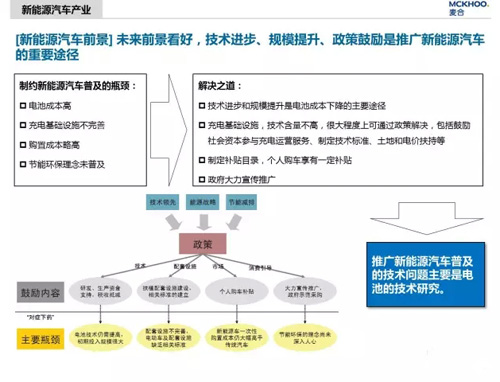 新能源汽车产业
MCKHOO.
麦合
[新能源汽车前景] 未来前景看好，技术进步、规模提升、政策鼓励是推广新能源汽车
的重要途径
制约新能源汽车普及的瓶颈：
电池成本高
充电基础设施不完善
购置成本略高
节能环保理念未普及
解决之道：
技术进步和规模提升是电池成本下降的主要途径
充电基础设施，技术含量不高，很大程度上可通过政策解决，包括鼓励
社会资本参与充电运营服务、制定技术标准、土地和电价扶持等
制定补贴目录，个人购车享有一定补贴
政府大力宣传推广
技术领先
能源战略
节能减排
政策
技术
配套设施
市场
消费引导
鼓励内容
研发、生产资金
支持、税收优减
扶植配套设施建设、
相关标准的建立
个人购车补贴
大力宣传推广、
政府示范采购
“对症下药”
主要瓶颈
电池技术仍需提高、
初期投入规模很大
配套设施不完善、
电动车及配套设施
缺乏相关标准
新能源车一次性
购置成本仍大幅高于
传统汽车
节能环保的理念尚未
深入人心
推广新能源汽车普及
的技术问题主要是电
池的技术研究。